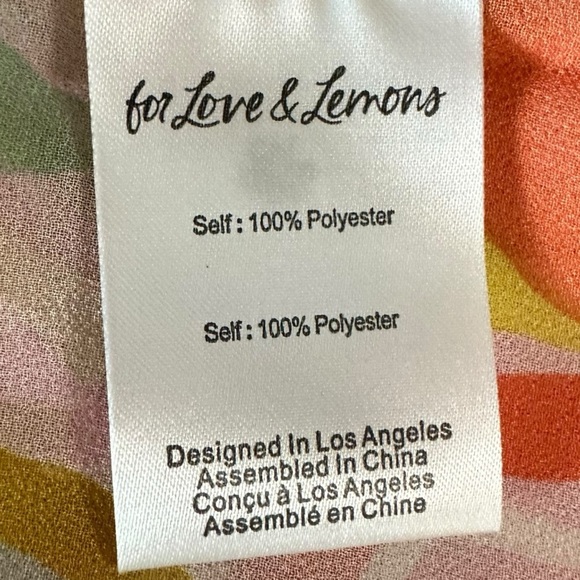 for Love & Lemons
Self: 100% Polyester
Self: 100% Polyester
Designed In Los Angeles
Assembled In China
Conçu à Los Angeles
Assemblé en Chine